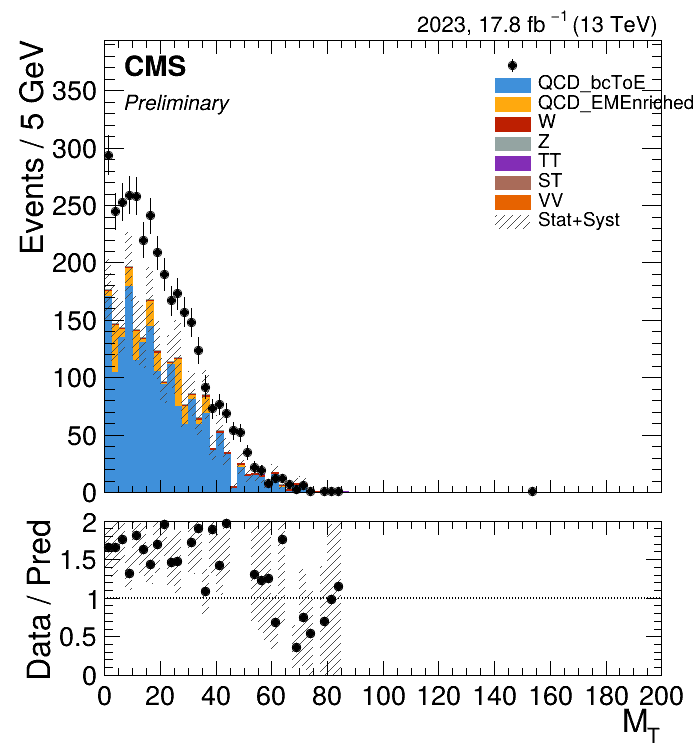 2023, 17.8 fb⁻¹ (13 TeV)
CMS
Preliminary
Events / 5 GeV
350
300
250
200
150
100
50
0
QCD_bcToE
QCD_EMEnriched
W
Z
TT
ST
VV
Stat+Syst
Data / Pred
2
1.5
1
0.5
0
0 20 40 60 80 100 120 140 160 180 200
M_T